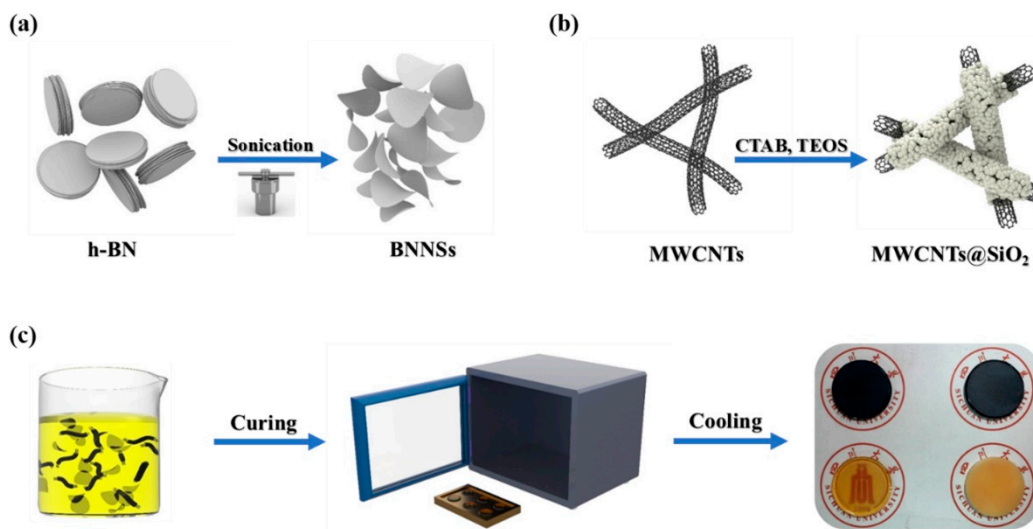 (a)
Sonication
h-BN
BNNSs
(b)
CTAB, TEOS
MWCNTs
MWCNTs@SiO₂
(c)
Curing
Cooling
SICHUAN UNIVERSITY
SICHUAN UNIVERSITY
SICHUAN UNIVERSITY
SICHUAN UNIVERSITY